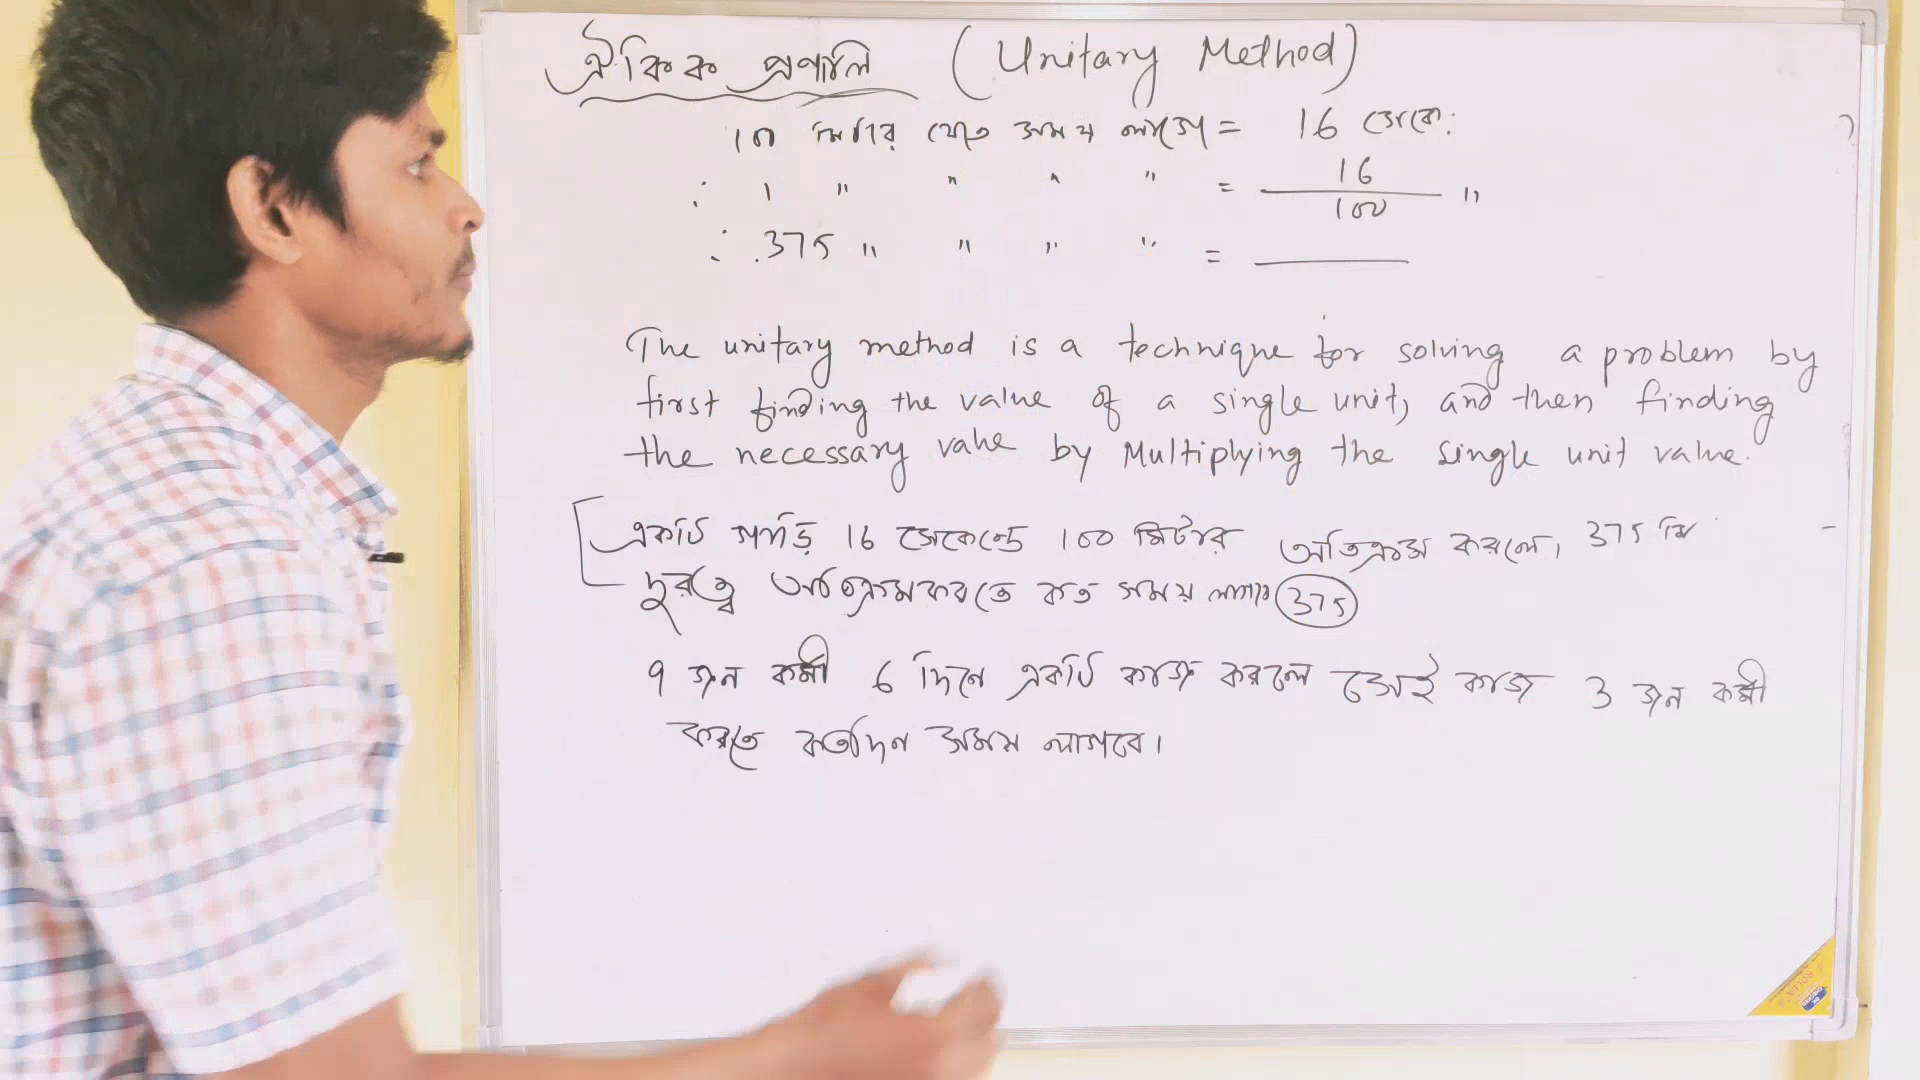 ঐকিক প্রণালি (Unitary Method)
100 মিটার যেতে সময় লাগে = 16 সেকে:
∴ 1 " " " " = 16/100 "
∴ 375 " " " " =
The unitary method is a technique for solving a problem by
first finding the value of a single unit, and then finding
the necessary value by Multiplying the single unit value.
একটি গাড়ি 16 সেকেন্ডে 100 মিটার অতিক্রম করলে, 375 মি
দূরত্ব অতিক্রম করতে কত সময় লাগবে 375
9 জন কর্মী 6 দিনে একটি কাজ করলে সেই কাজ 3 জন কর্মী
করতে কতদিন সময় লাগবে।